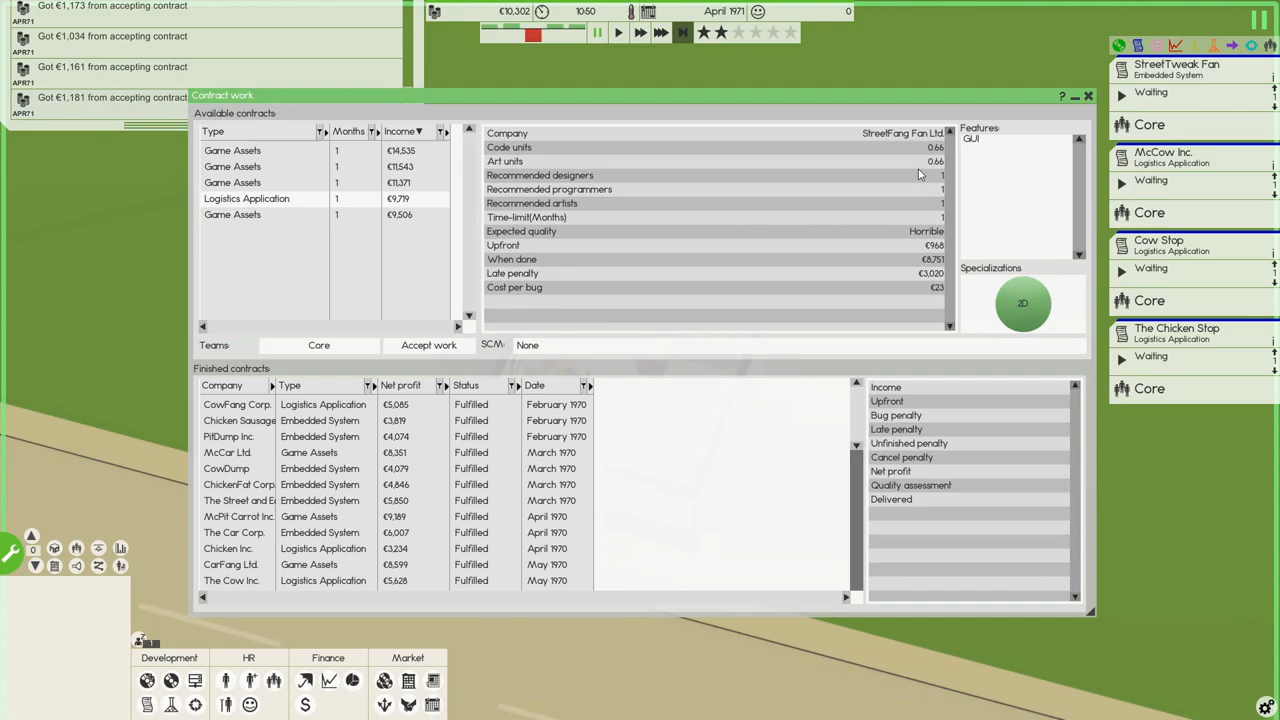 Got €1,173 from accepting contract
APR71
Got €1,034 from accepting contract
APR71
Got €1,161 from accepting contract
APR71
Got €1,181 from accepting contract
APR71
€10,302 10:50 April 1971 0
StreetTweak Fan
Embedded System
Waiting 1
Core
McCow Inc.
Logistics Application
Waiting 1
Core
Cow Stop
Logistics Application
Waiting 1
Core
The Chicken Stop
Logistics Application
Waiting 1
Core
Contract work ?
Available contracts:
Type Months Income▼
Game Assets 1 €14,535
Game Assets 1 €11,543
Game Assets 1 €11,371
Logistics Application 1 €9,719
Game Assets 1 €9,506
Company StreetFang Fan Ltd.
Code units 0.66
Art units 0.66
Recommended designers 1
Recommended programmers 1
Recommended artists 1
Time-limit(Months) 1
Expected quality Horrible
Upfront €968
When done €8,751
Late penalty €3,020
Cost per bug €23
Features:
GUI
Specializations
2D
Teams: Core Accept work SCM: None
Finished contracts:
Company Type Net profit Status Date
CowFang Corp. Logistics Application €5,085 Fulfilled February 1970
Chicken Sausage Embedded System €3,819 Fulfilled February 1970
PitDump Inc. Embedded System €4,074 Fulfilled February 1970
McCar Ltd. Game Assets €8,351 Fulfilled March 1970
CowDump Embedded System €4,079 Fulfilled March 1970
ChickenFat Corp. Embedded System €4,846 Fulfilled March 1970
The Street and E Embedded System €5,850 Fulfilled March 1970
McPit Carrot Inc. Game Assets €9,189 Fulfilled April 1970
The Car Corp. Embedded System €6,007 Fulfilled April 1970
Chicken Inc. Logistics Application €3,234 Fulfilled April 1970
CarFang Ltd. Game Assets €8,599 Fulfilled May 1970
The Cow Inc. Logistics Application €5,628 Fulfilled May 1970
Income
Upfront
Bug penalty
Late penalty
Unfinished penalty
Cancel penalty
Net profit
Quality assessment
Delivered
0
Development HR Finance Market